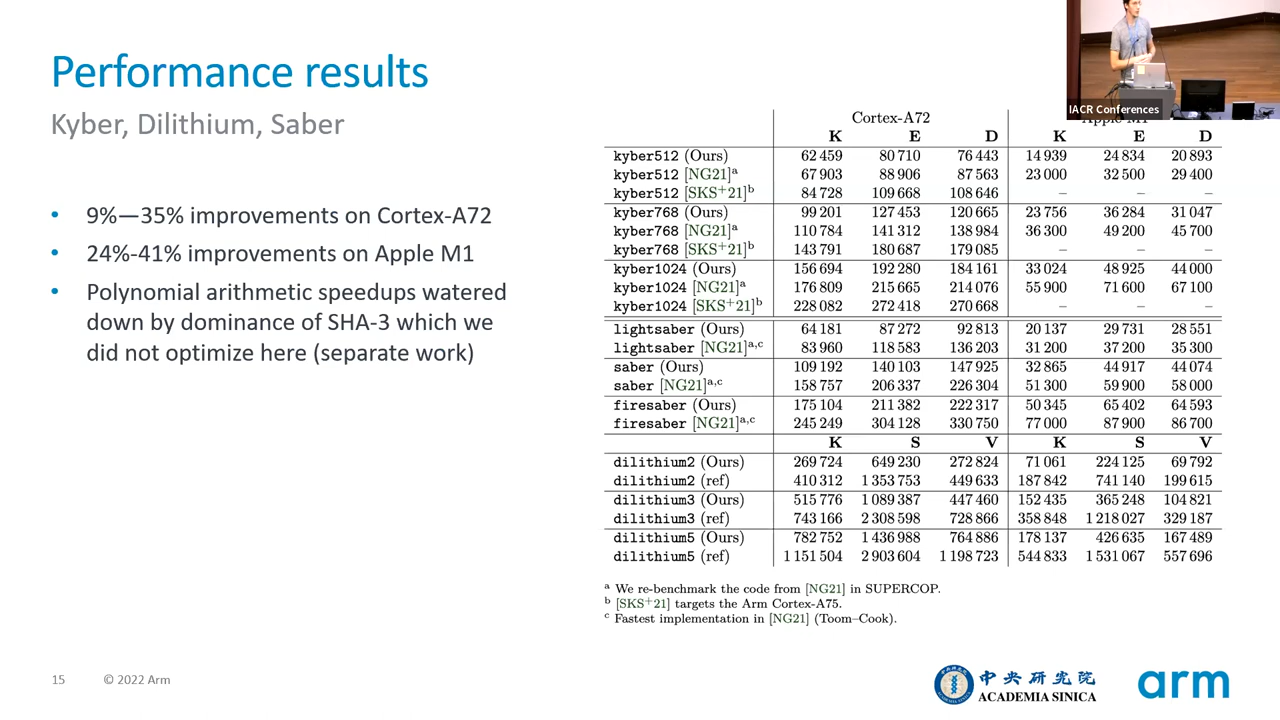 IACR Conferences
Performance results
Kyber, Dilithium, Saber
• 9%—35% improvements on Cortex-A72
• 24%-41% improvements on Apple M1
• Polynomial arithmetic speedups watered
down by dominance of SHA-3 which we
did not optimize here (separate work)
Cortex-A72 Apple M1
K E D K E D
kyber512 (Ours) 62 459 80 710 76 443 14 939 24 834 20 893
kyber512 [NG21]a 67 903 88 906 87 563 23 000 32 500 29 400
kyber512 [SKS+21]b 84 728 109 668 108 646 – – –
kyber768 (Ours) 99 201 127 453 120 665 23 756 36 284 31 047
kyber768 [NG21]a 110 784 141 312 138 984 36 300 49 200 45 700
kyber768 [SKS+21]b 143 791 180 687 179 085 – – –
kyber1024 (Ours) 156 694 192 280 184 161 33 024 48 925 44 000
kyber1024 [NG21]a 176 809 215 665 214 076 55 900 71 600 67 100
kyber1024 [SKS+21]b 228 082 272 418 270 668 – – –
lightsaber (Ours) 64 181 87 272 92 813 20 137 29 731 28 551
lightsaber [NG21]a,c 83 960 118 583 136 203 31 200 37 200 35 300
saber (Ours) 109 192 140 103 147 925 32 865 44 917 44 074
saber [NG21]a,c 158 757 206 337 226 304 51 300 59 900 58 000
firesaber (Ours) 175 104 211 382 222 317 50 345 65 402 64 593
firesaber [NG21]a,c 245 249 304 128 330 750 77 000 87 900 86 700
K S V K S V
dilithium2 (Ours) 269 724 649 230 272 824 71 061 224 125 69 792
dilithium2 (ref) 410 312 1 353 753 449 633 187 842 741 140 199 615
dilithium3 (Ours) 515 776 1 089 387 447 460 152 435 365 248 104 821
dilithium3 (ref) 743 166 2 308 598 728 866 358 848 1 218 027 329 187
dilithium5 (Ours) 782 752 1 436 988 764 886 178 137 426 635 167 489
dilithium5 (ref) 1 151 504 2 903 604 1 198 723 544 833 1 531 067 557 696
a We re-benchmark the code from [NG21] in SUPERCOP.
b [SKS+21] targets the Arm Cortex-A75.
c Fastest implementation in [NG21] (Toom–Cook).
15 © 2022 Arm
中央研究院
ACADEMIA SINICA
arm